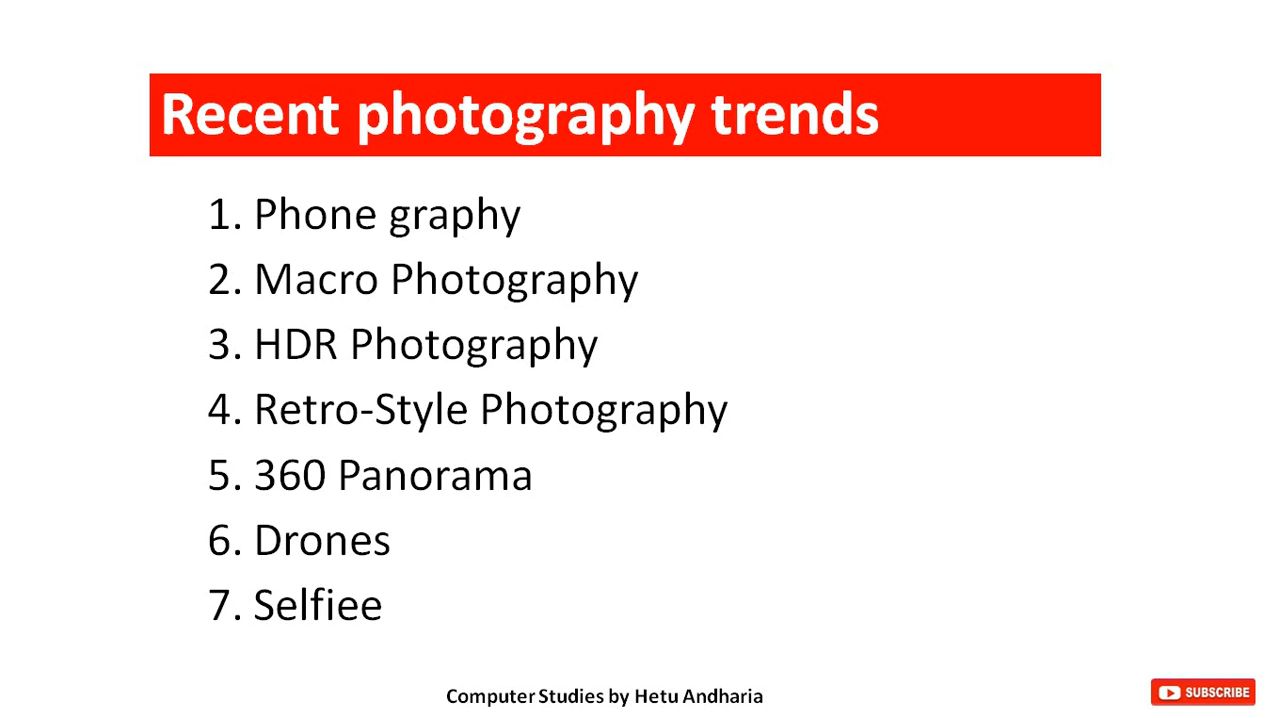 Recent photography trends
1. Phone graphy
2. Macro Photography
3. HDR Photography
4. Retro-Style Photography
5. 360 Panorama
6. Drones
7. Selfiee
Computer Studies by Hetu Andharia
SUBSCRIBE